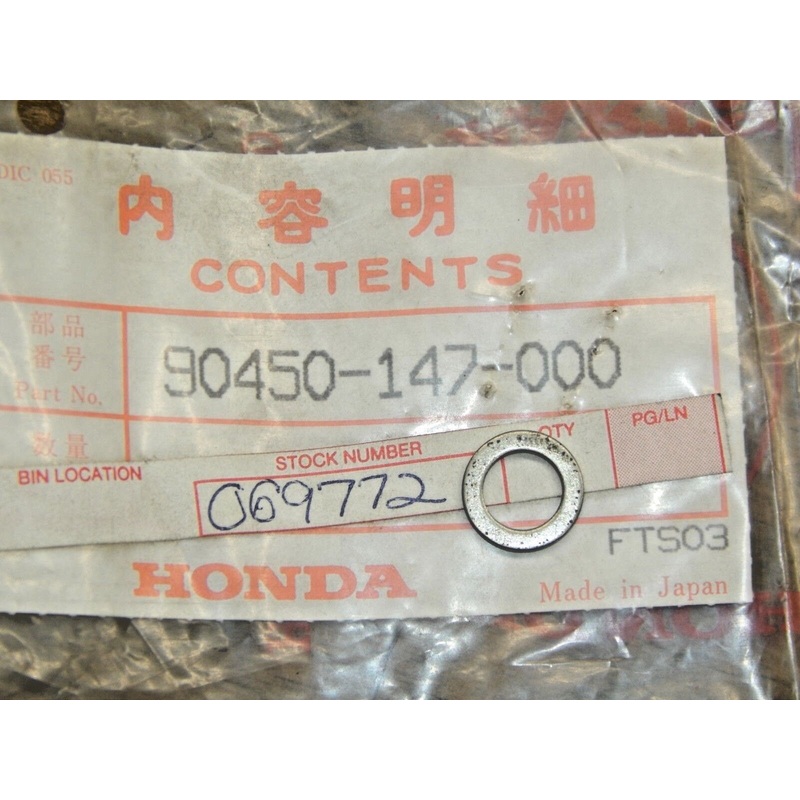 DIC 055
内容明細
CONTENTS
部品
番号
Part No.
90450-147-000
数量
BIN LOCATION
STOCK NUMBER
QTY
PG/LN
069772
FTS03
HONDA
Made in Japan